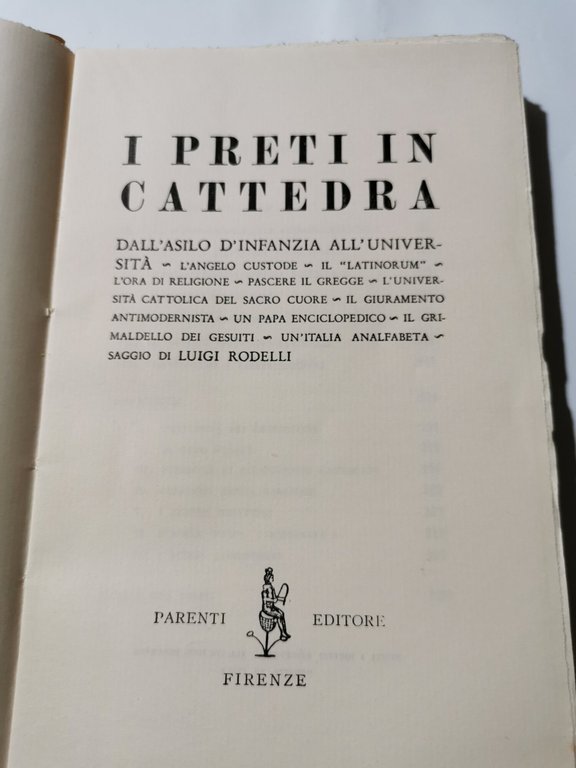 I PRETI IN
CATTEDRA
DALL'ASILO D'INFANZIA ALL'UNIVER-
SITÀ ~ L'ANGELO CUSTODE ~ IL "LATINORUM" ~
L'ORA DI RELIGIONE ~ PASCERE IL GREGGE ~ L'UNIVER-
SITÀ CATTOLICA DEL SACRO CUORE ~ IL GIURAMENTO
ANTIMODERNISTA ~ UN PAPA ENCICLOPEDICO ~ IL GRI-
MALDELLO DEI GESUITI ~ UN'ITALIA ANALFABETA ~
SAGGIO DI LUIGI RODELLI
PARENTI EDITORE
FIRENZE